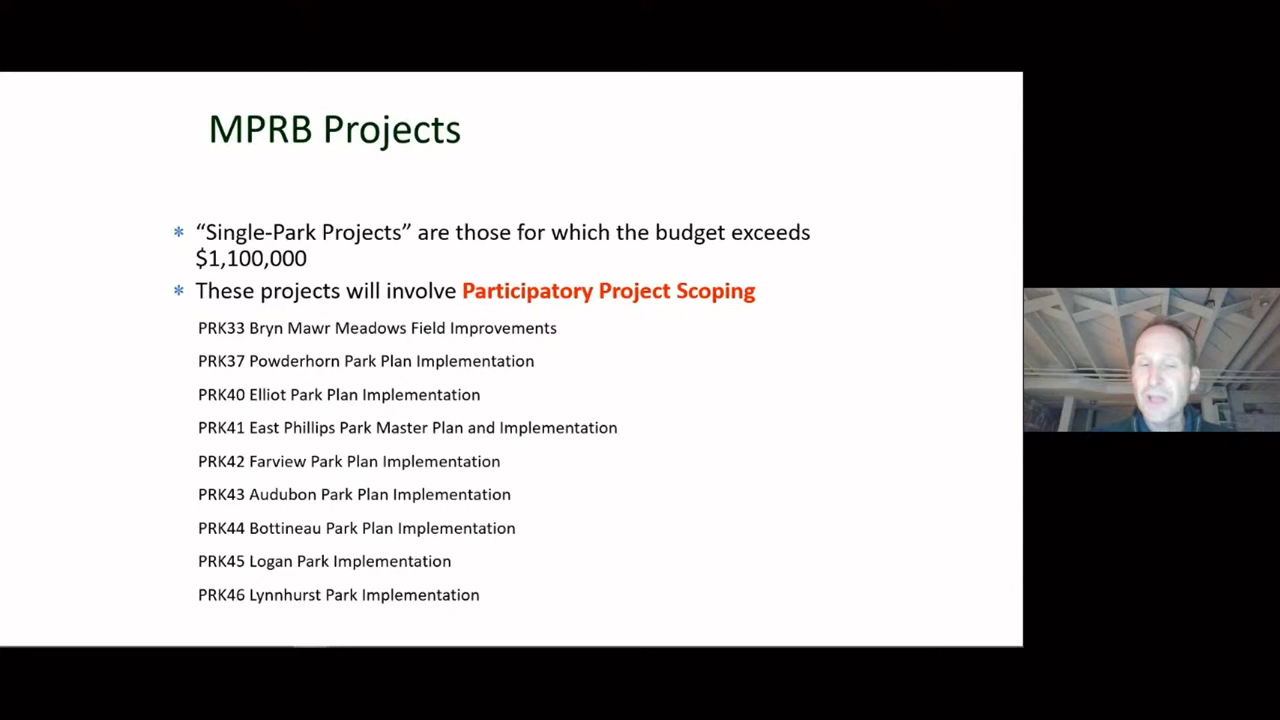 MPRB Projects
* “Single-Park Projects” are those for which the budget exceeds
$1,100,000
* These projects will involve Participatory Project Scoping
PRK33 Bryn Mawr Meadows Field Improvements
PRK37 Powderhorn Park Plan Implementation
PRK40 Elliot Park Plan Implementation
PRK41 East Phillips Park Master Plan and Implementation
PRK42 Farview Park Plan Implementation
PRK43 Audubon Park Plan Implementation
PRK44 Bottineau Park Plan Implementation
PRK45 Logan Park Implementation
PRK46 Lynnhurst Park Implementation